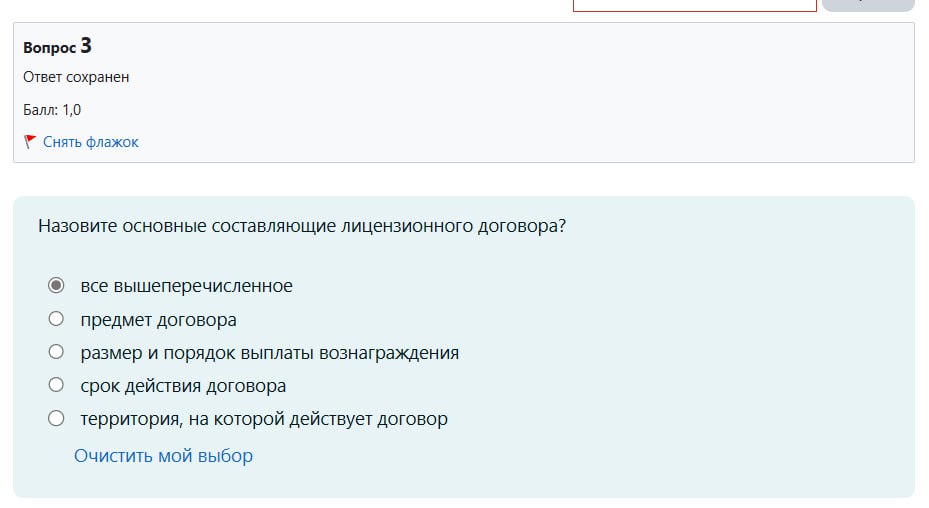 Вопрос 3
Ответ сохранен
Балл: 1,0
Снять флажок
Назовите основные составляющие лицензионного договора?
все вышеперечисленное
предмет договора
размер и порядок выплаты вознаграждения
срок действия договора
территория, на которой действует договор
Очистить мой выбор